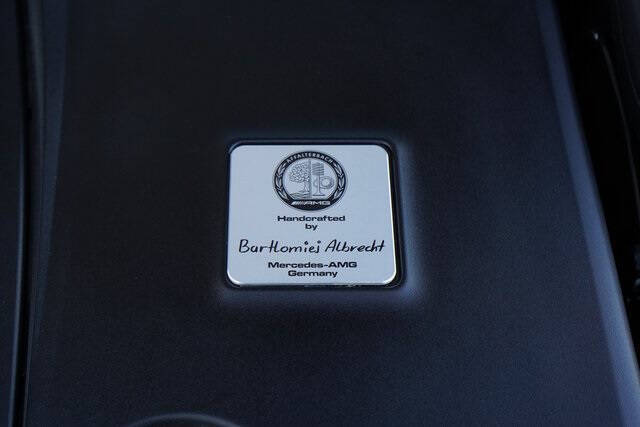 AFFALTERBACH
AMG
Handcrafted
by
Bartlomiej Albrecht
Mercedes-AMG
Germany